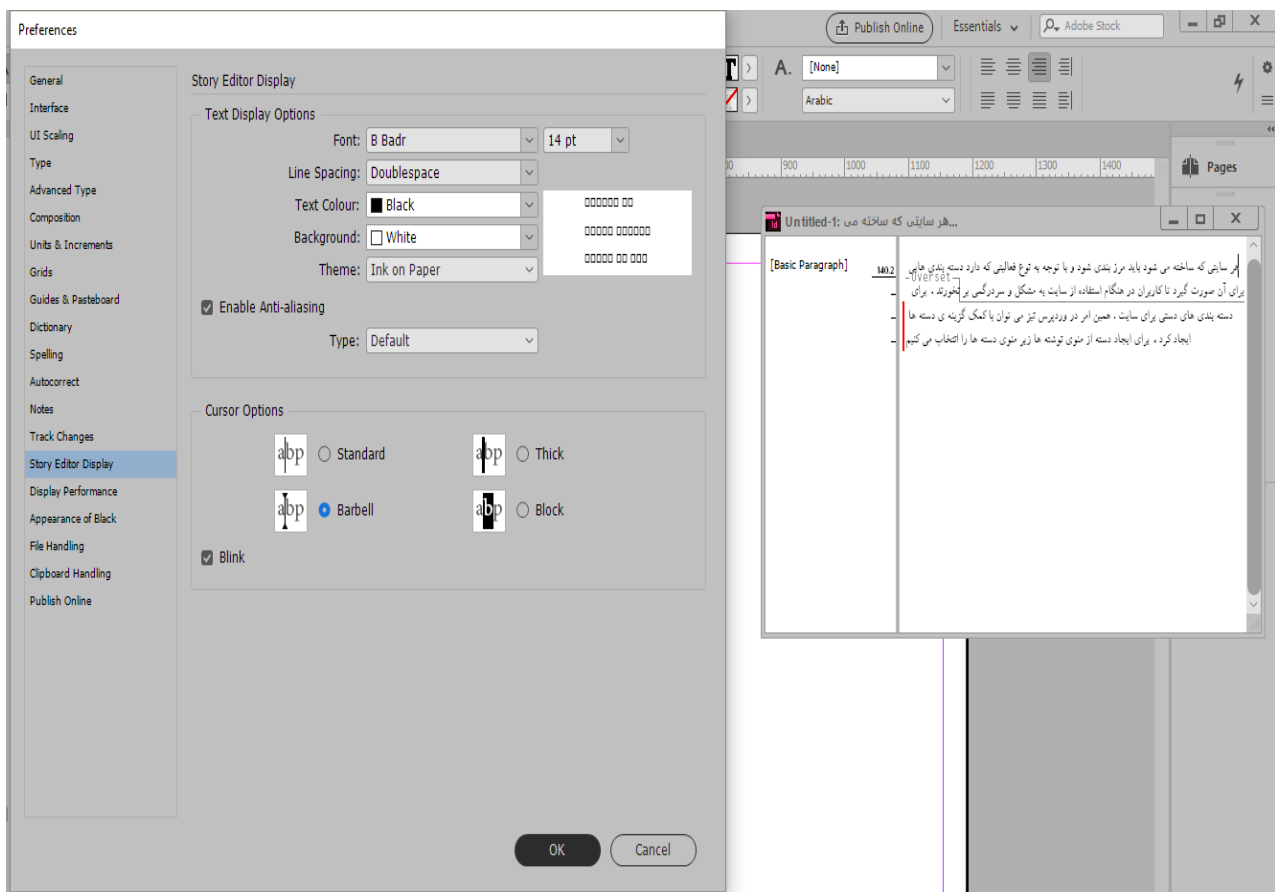 Preferences
Publish Online
Essentials
Adobe Stock
General
Interface
UI Scaling
Type
Advanced Type
Composition
Units & Increments
Grids
Guides & Pasteboard
Dictionary
Spelling
Autocorrect
Notes
Track Changes
Story Editor Display
Display Performance
Appearance of Black
File Handling
Clipboard Handling
Publish Online
Story Editor Display
Text Display Options
Font: B Badr 14 pt
Line Spacing: Doublespace
Text Colour: Black
Background: White
Theme: Ink on Paper
Enable Anti-aliasing
Type: Default
Cursor Options
abp Standard
abp Thick
abp Barbell
abp Block
Blink
OK
Cancel
A. [None]
Arabic
900 1000 1100 1200 1300 1400
Pages
Untitled-1: هر سایتی که ساخته می...
[Basic Paragraph]
140.2
هر سایتی که ساخته می شود باید مرز بندی شود و با توجه به نوع فعالیتی که دارد دسته بندی هایی
Overset
برای آن صورت گیرد تا کاربران در هنگام استفاده از سایت به مشکل و سردرگمی بر نخورند ، برای
دسته بندی های دستی برای سایت ، همین امر در وردپرس نیز می توان با کمک گزینه ی دسته ها
ایجاد کرد ، برای ایجاد دسته از منوی نوشته ها زیر منوی دسته ها را انتخاب می کنیم